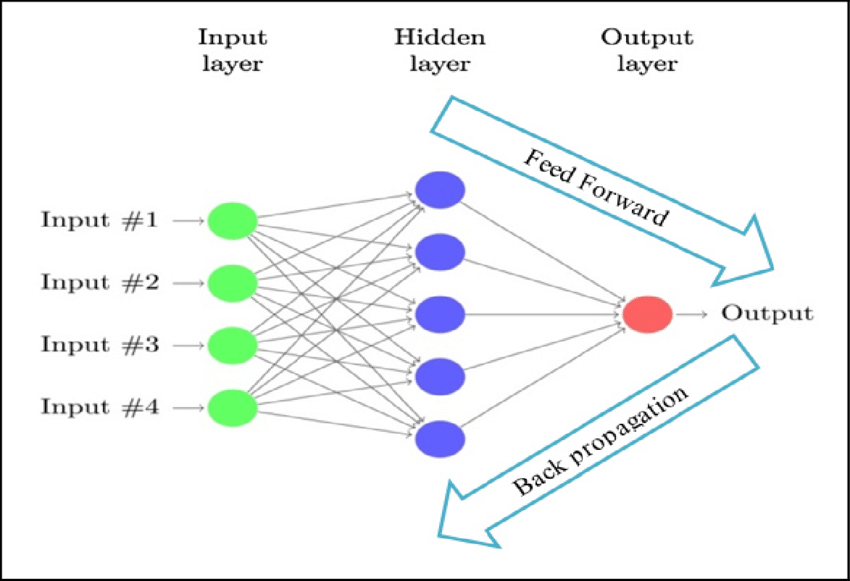 Input
layer
Hidden
layer
Output
layer
Feed Forward
Input #1
Input #2
Input #3
Input #4
Output
Back propagation